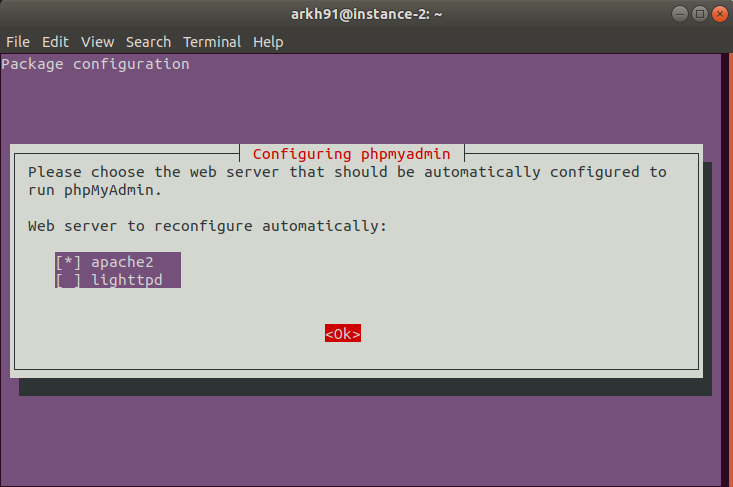 arkh91@instance-2: ~
File Edit View Search Terminal Help
Package configuration
Configuring phpmyadmin
Please choose the web server that should be automatically configured to
run phpMyAdmin.
Web server to reconfigure automatically:
[*] apache2
[ ] lighttpd
<Ok>